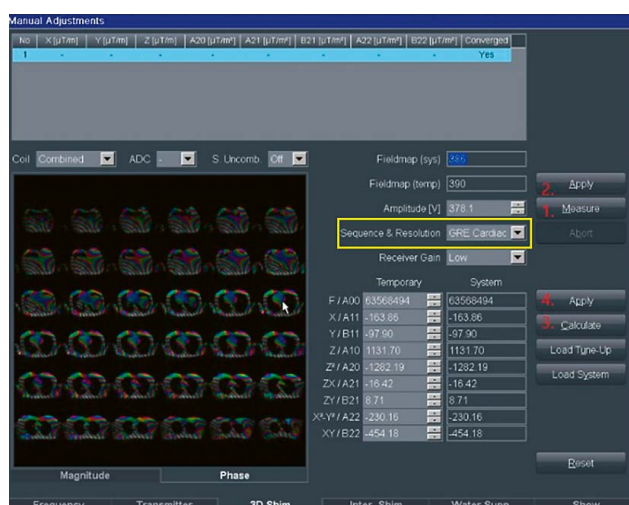 Manual Adjustments
No X [µT/m] Y [µT/m] Z [µT/m] A20 [µT/m²] A21 [µT/m²] B21 [µT/m²] A22 [µT/m²] B22 [µT/m²] Converged
1 - - - - - - - - Yes
Coil Combined ADC - S. Uncomb. Off Fieldmap (sys) 386
Fieldmap (temp) 390 2. Apply
Amplitude [V] 378.1 1. Measure
Sequence & Resolution GRE Cardiac Abort
Receiver Gain Low
Temporary System
F / A00 63568494 63568494 4. Apply
X / A11 -163.86 -163.86 3. Calculate
Y / B11 -97.90 -97.90
Z / A10 1131.70 1131.70 Load Tune-Up
Z² / A20 -1282.19 -1282.19
ZX / A21 -16.42 -16.42 Load System
ZY / B21 8.71 8.71
X²-Y² / A22 -230.16 -230.16
XY / B22 -454.18 -454.18
Reset
Magnitude Phase
Frequency Transmitter 3D Shim Inter. Shim Water Supp. Show